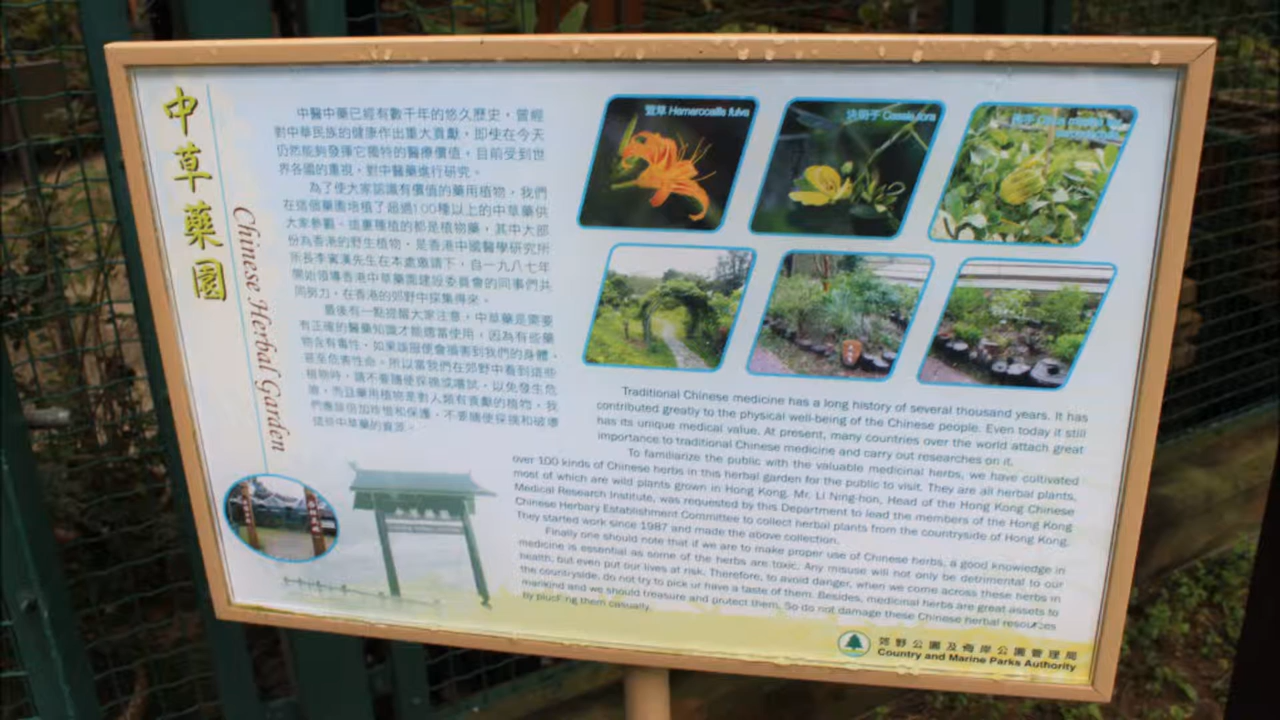 中草藥園
Chinese Herbal Garden
中醫中藥已經有數千年的悠久歷史，曾經
對中華民族的健康作出重大貢獻，即使在今天
仍然能夠發揮它獨特的醫療價值，目前受到世
界各國的重視，對中醫藥進行研究。
為了使大家認識有價值的藥用植物，我們
在這個藥園培植了超過100種以上的中草藥供
大家參觀。這裏種植的都是植物藥，其中大部
份為香港的野生植物，是香港中國醫學研究所
所長李甯漢先生在本處邀請下，自一九八七年
開始領導香港中草藥園建設委員會的同事們共
同努力，在香港的郊野中採集得來。
最後有一點提醒大家注意，中草藥是需要
有正確的醫藥知識才能適當使用，因為有些藥
物含有毒性，如果誤服便會損害到我們的身體，
甚至危害性命。所以當我們在郊野中看到這些
植物時，請不要隨便採摘或嚐試，以免發生危
險，而且藥用植物是對人類有貢獻的植物，我
們應該倍加珍惜和保護，不要隨便採摘和破壞
這些中草藥的資源。
萱草 Hemerocallis fulva
決明子 Cassia tora
佛手
Traditional Chinese medicine has a long history of several thousand years. It has
contributed greatly to the physical well-being of the Chinese people. Even today it still
has its unique medical value. At present, many countries over the world attach great
importance to traditional Chinese medicine and carry out researches on it.
To familiarize the public with the valuable medicinal herbs, we have cultivated
over 100 kinds of Chinese herbs in this herbal garden for the public to visit. They are all herbal plants,
most of which are wild plants grown in Hong Kong. Mr. Li Ning-hon, Head of the Hong Kong Chinese
Medical Research Institute, was requested by this Department to lead the members of the Hong Kong
Chinese Herbary Establishment Committee to collect herbal plants from the countryside of Hong Kong.
They started work since 1987 and made the above collection.
Finally one should note that if we are to make proper use of Chinese herbs, a good knowledge in
medicine is essential as some of the herbs are toxic. Any misuse will not only be detrimental to our
health, but even put our lives at risk. Therefore, to avoid danger, when we come across these herbs in
the countryside, do not try to pick or have a taste of them. Besides, medicinal herbs are great assets to
mankind and we should treasure and protect them. So do not damage these Chinese herbal resources
by plucking them casually.
郊野公園及海岸公園管理局
Country and Marine Parks Authority